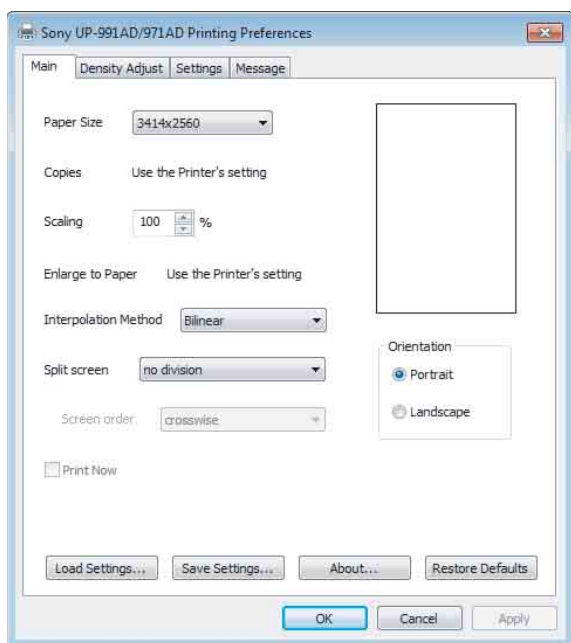 Sony UP-991AD/971AD Printing Preferences
Main Density Adjust Settings Message
Paper Size 3414x2560
Copies Use the Printer's setting
Scaling 100 %
Enlarge to Paper Use the Printer's setting
Interpolation Method Bilinear
Split screen no division
Screen order crosswise
Print Now
Orientation
Portrait
Landscape
Load Settings... Save Settings... About... Restore Defaults
OK Cancel Apply